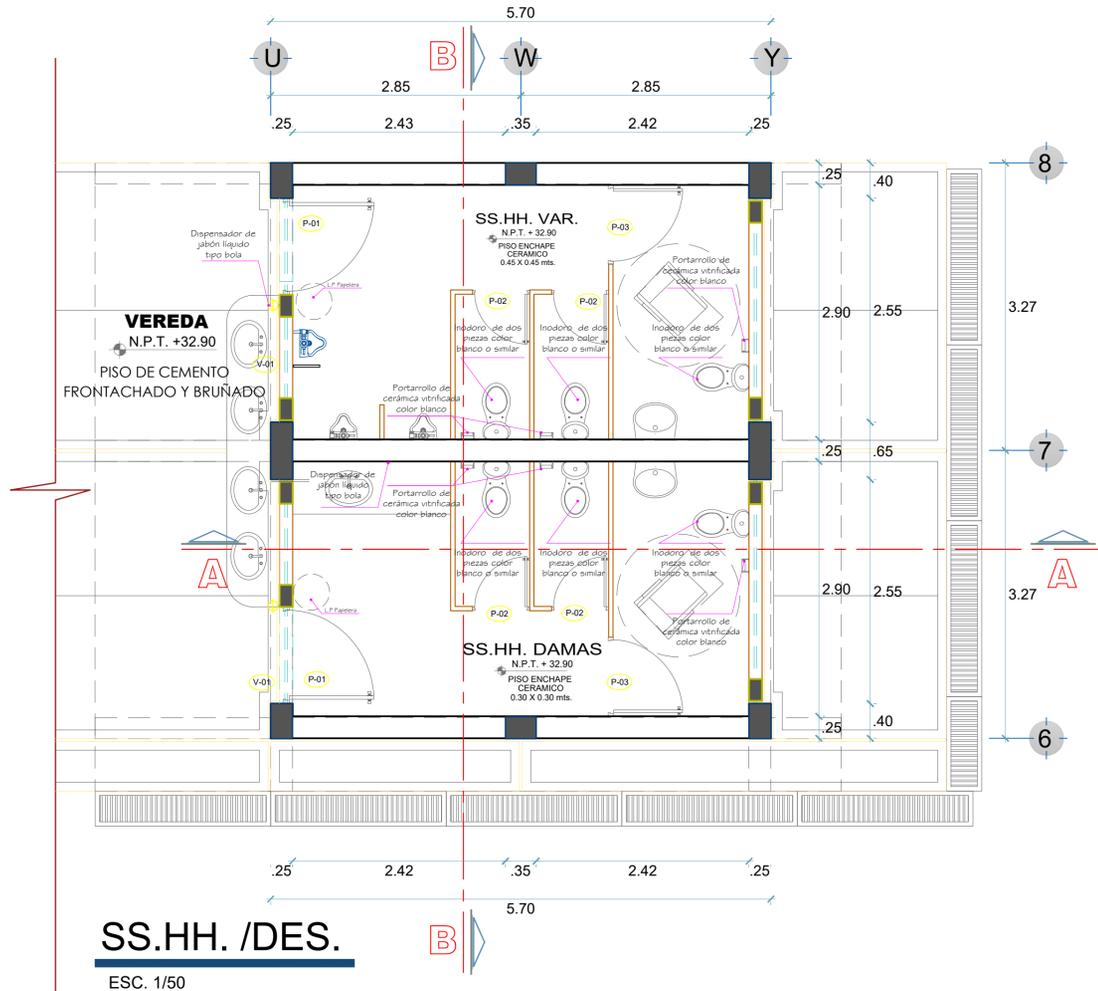 5.70
B
U
W
Y
2.85
2.85
.25
2.43
.35
2.42
.25
8
.25
.40
P-01
SS.HH. VAR.
N.P.T. + 32.90
PISO ENCHAPE
CERAMICO
0.45 X 0.45 mts.
P-03
Dispensador de
jabón líquido
tipo bola
Portarrollo de
cerámica vitrificada
color blanco
L.P Papelera
P-02
P-02
VEREDA
N.P.T. +32.90
PISO DE CEMENTO
FRONTACHADO Y BRUÑADO
V-01
Inodoro de dos
piezas color
blanco o similar
Inodoro de dos
piezas color
blanco o similar
Inodoro de dos
piezas color
blanco o similar
2.90
2.55
3.27
Portarrollo de
cerámica vitrificada
color blanco
.25
.65
7
Dispensador de
jabón líquido
tipo bola
Portarrollo de
cerámica vitrificada
color blanco
A
A
Inodoro de dos
piezas color
blanco o similar
Inodoro de dos
piezas color
blanco o similar
Inodoro de dos
piezas color
blanco o similar
2.90
2.55
3.27
L.P Papelera
P-02
P-02
Portarrollo de
cerámica vitrificada
color blanco
SS.HH. DAMAS
N.P.T. + 32.90
PISO ENCHAPE
CERAMICO
0.30 X 0.30 mts.
V-01
P-01
P-03
.25
.40
6
.25
2.42
.35
2.42
.25
5.70
B
SS.HH. /DES.
ESC. 1/50